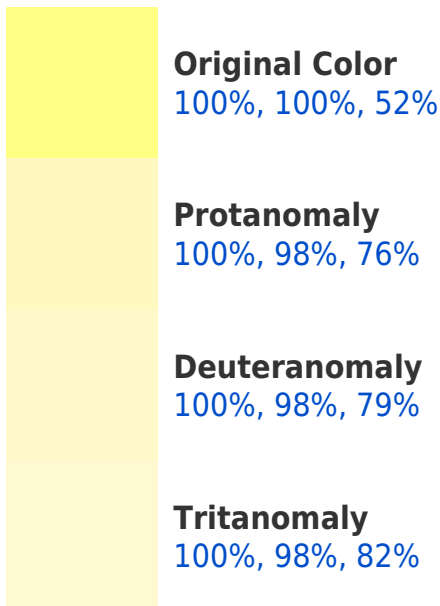 Original Color
100%, 100%, 52%
Protanomaly
100%, 98%, 76%
Deuteranomaly
100%, 98%, 79%
Tritanomaly
100%, 98%, 82%